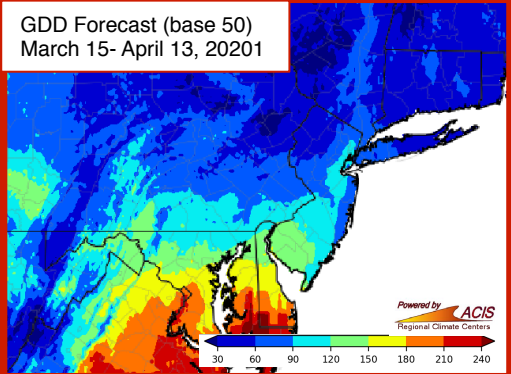 GDD Forecast (base 50)
March 15- April 13, 20201
Powered by
ACIS
Regional Climate Centers
30 60 90 120 150 180 210 240